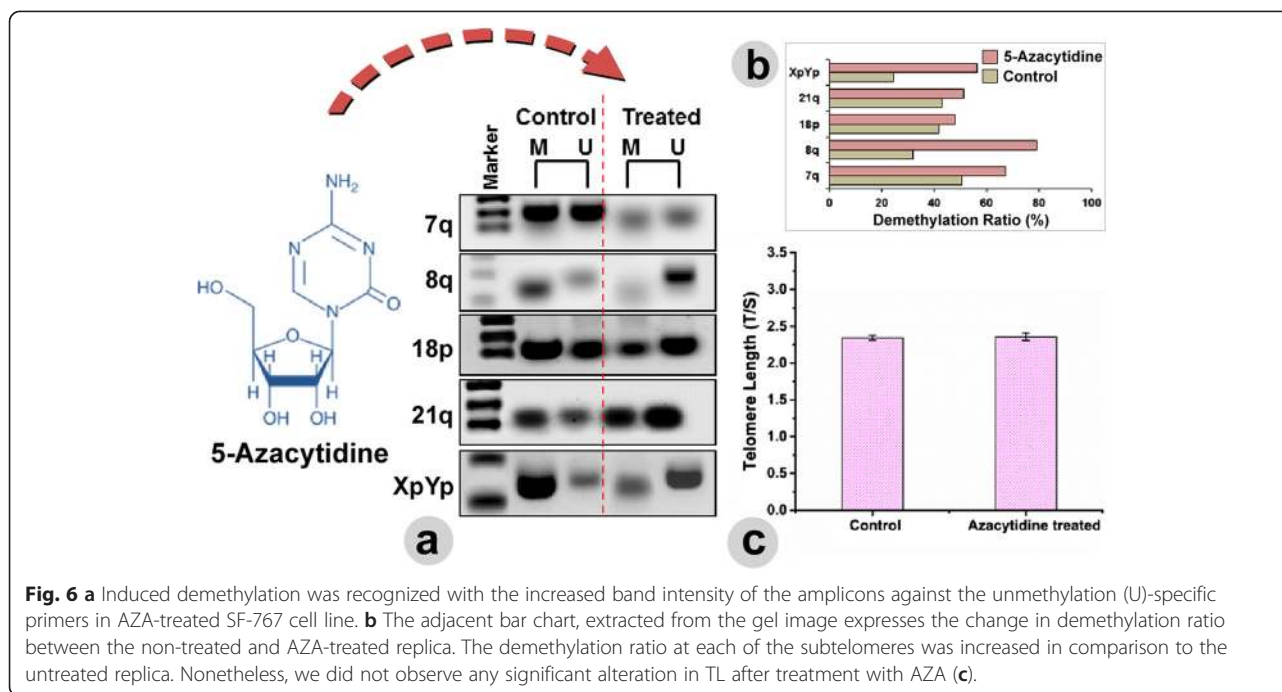 Control Treated
Marker M U M U
7q
8q
18p
21q
XpYp
a
NH₂
N N
N O
HO
O
H H H H
OH OH
5-Azacytidine
b
5-Azacytidine
Control
XpYp
21q
18p
8q
7q
0 20 40 60 80 100
Demethylation Ratio (%)
Telomere Length (T/S)
3.5
3.0
2.5
2.0
1.5
1.0
0.5
0.0
Control Azacytidine treated
c
Fig. 6 a Induced demethylation was recognized with the increased band intensity of the amplicons against the unmethylation (U)-specific
primers in AZA-treated SF-767 cell line. b The adjacent bar chart, extracted from the gel image expresses the change in demethylation ratio
between the non-treated and AZA-treated replica. The demethylation ratio at each of the subtelomeres was increased in comparison to the
untreated replica. Nonetheless, we did not observe any significant alteration in TL after treatment with AZA (c).